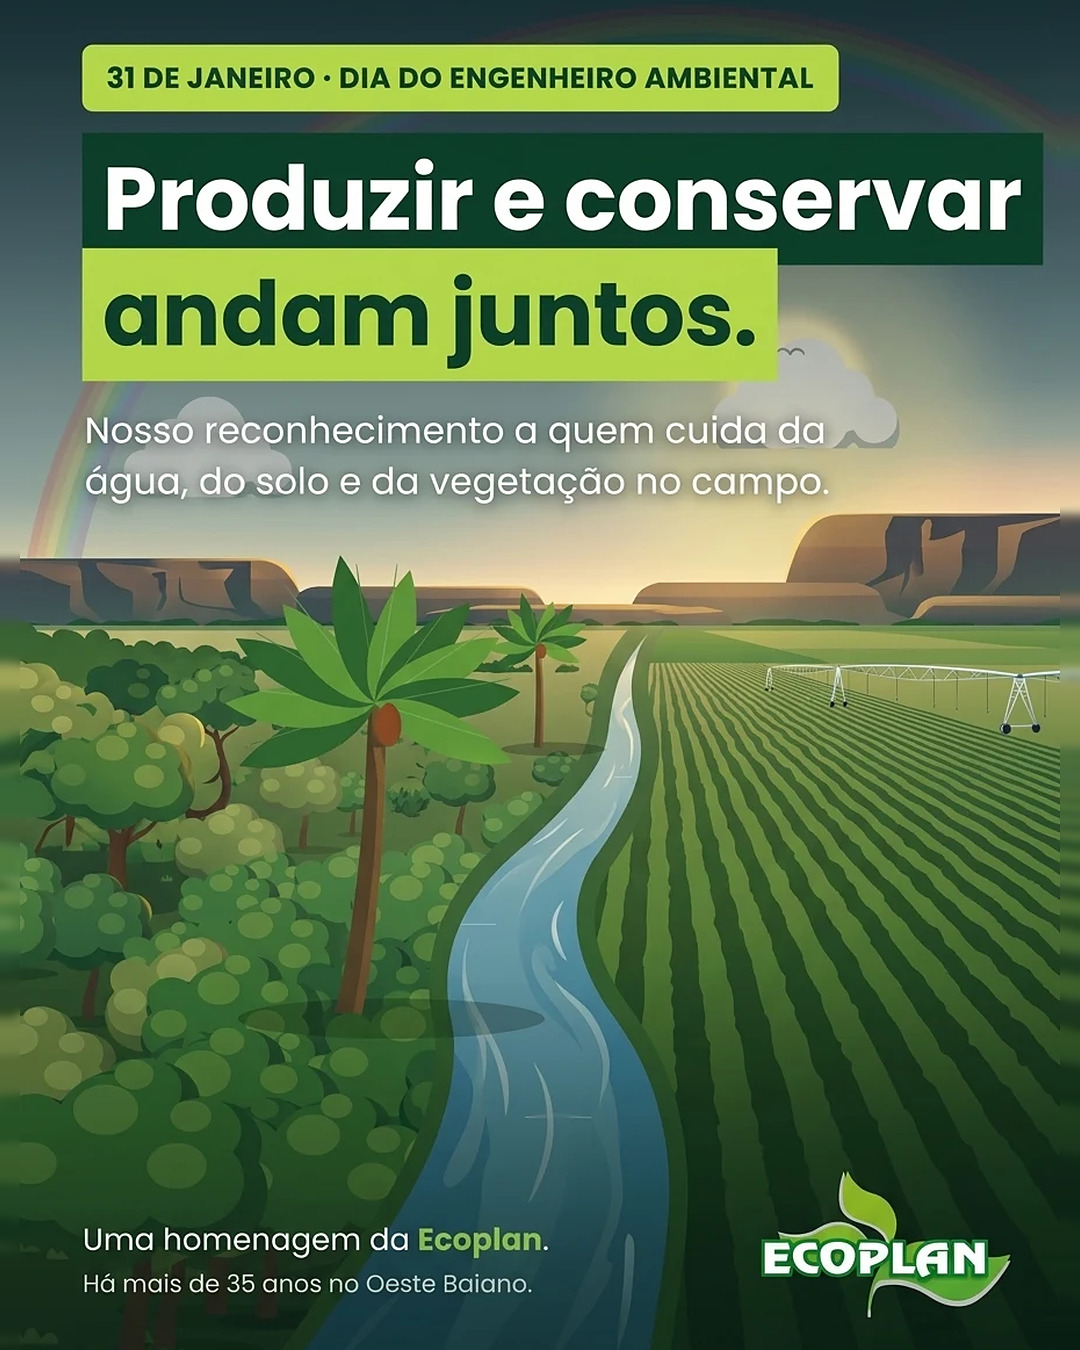 31 DE JANEIRO · DIA DO ENGENHEIRO AMBIENTAL
Produzir e conservar
andam juntos.
Nosso reconhecimento a quem cuida da
água, do solo e da vegetação no campo.
Uma homenagem da Ecoplan.
Há mais de 35 anos no Oeste Baiano.
ECOPLAN